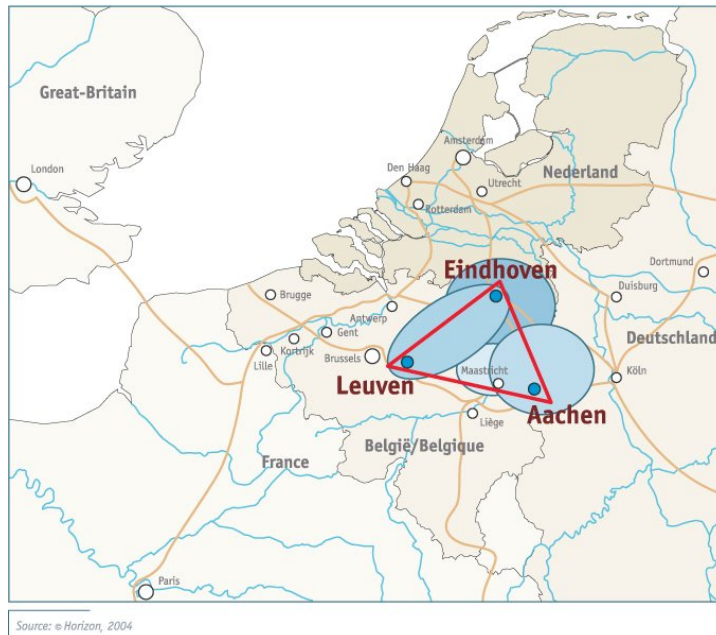 Great-Britain
London
Amsterdam
Den Haag
Utrecht
Nederland
Rotterdam
Eindhoven
Dortmund
Duisburg
Brugge
Antwerp
Gent
Deutschland
Kortrijk
Lille
Brussels
Maastricht
Köln
Leuven
Aachen
Liège
België/Belgique
France
Paris
Source: © Horizon, 2004